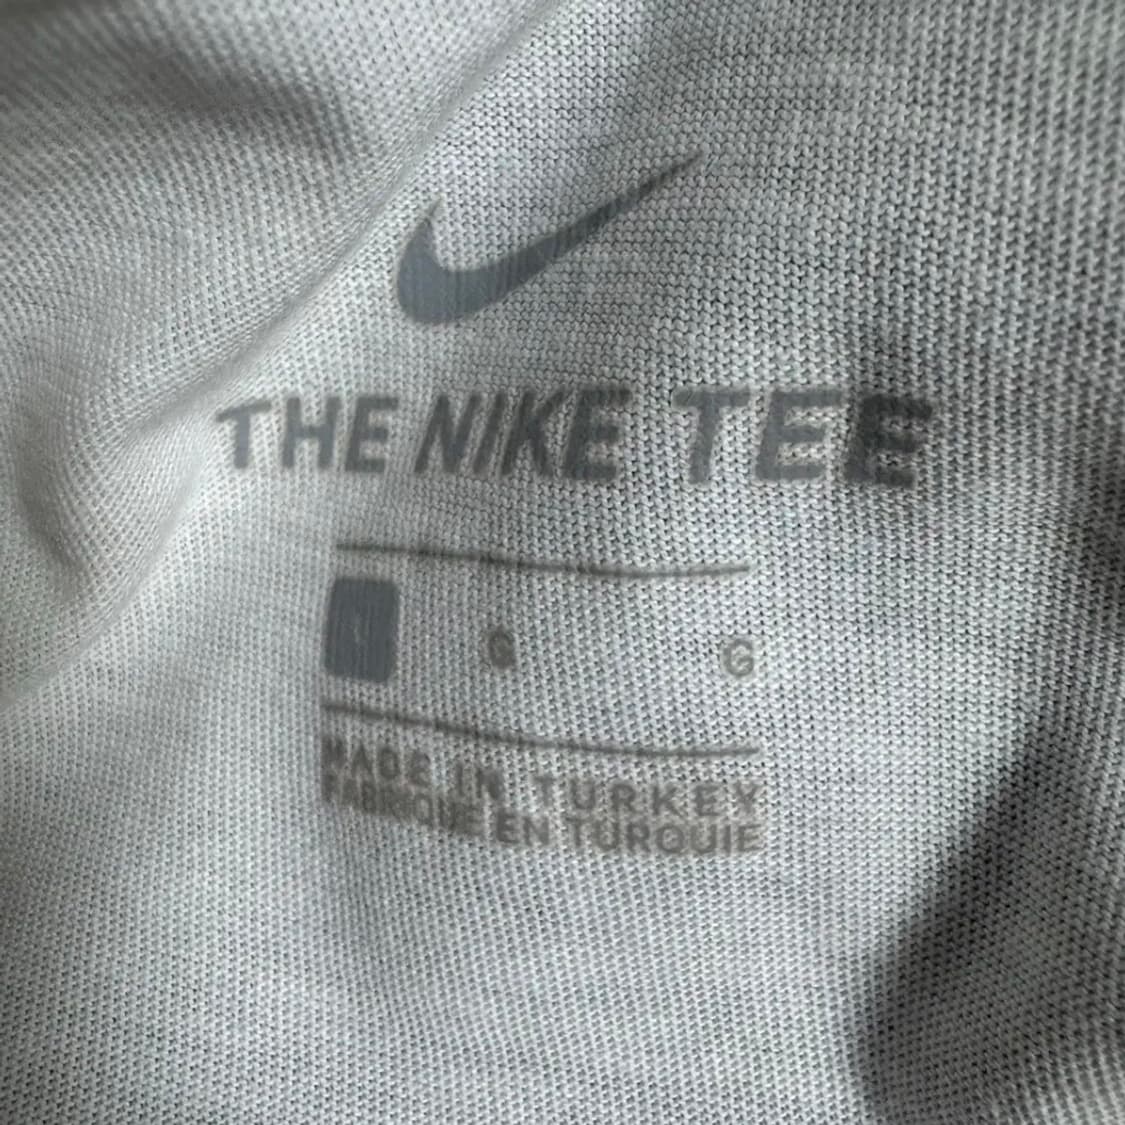 THE NIKE TEE
G G
MADE IN TURKEY
FABRIQUE EN TURQUIE